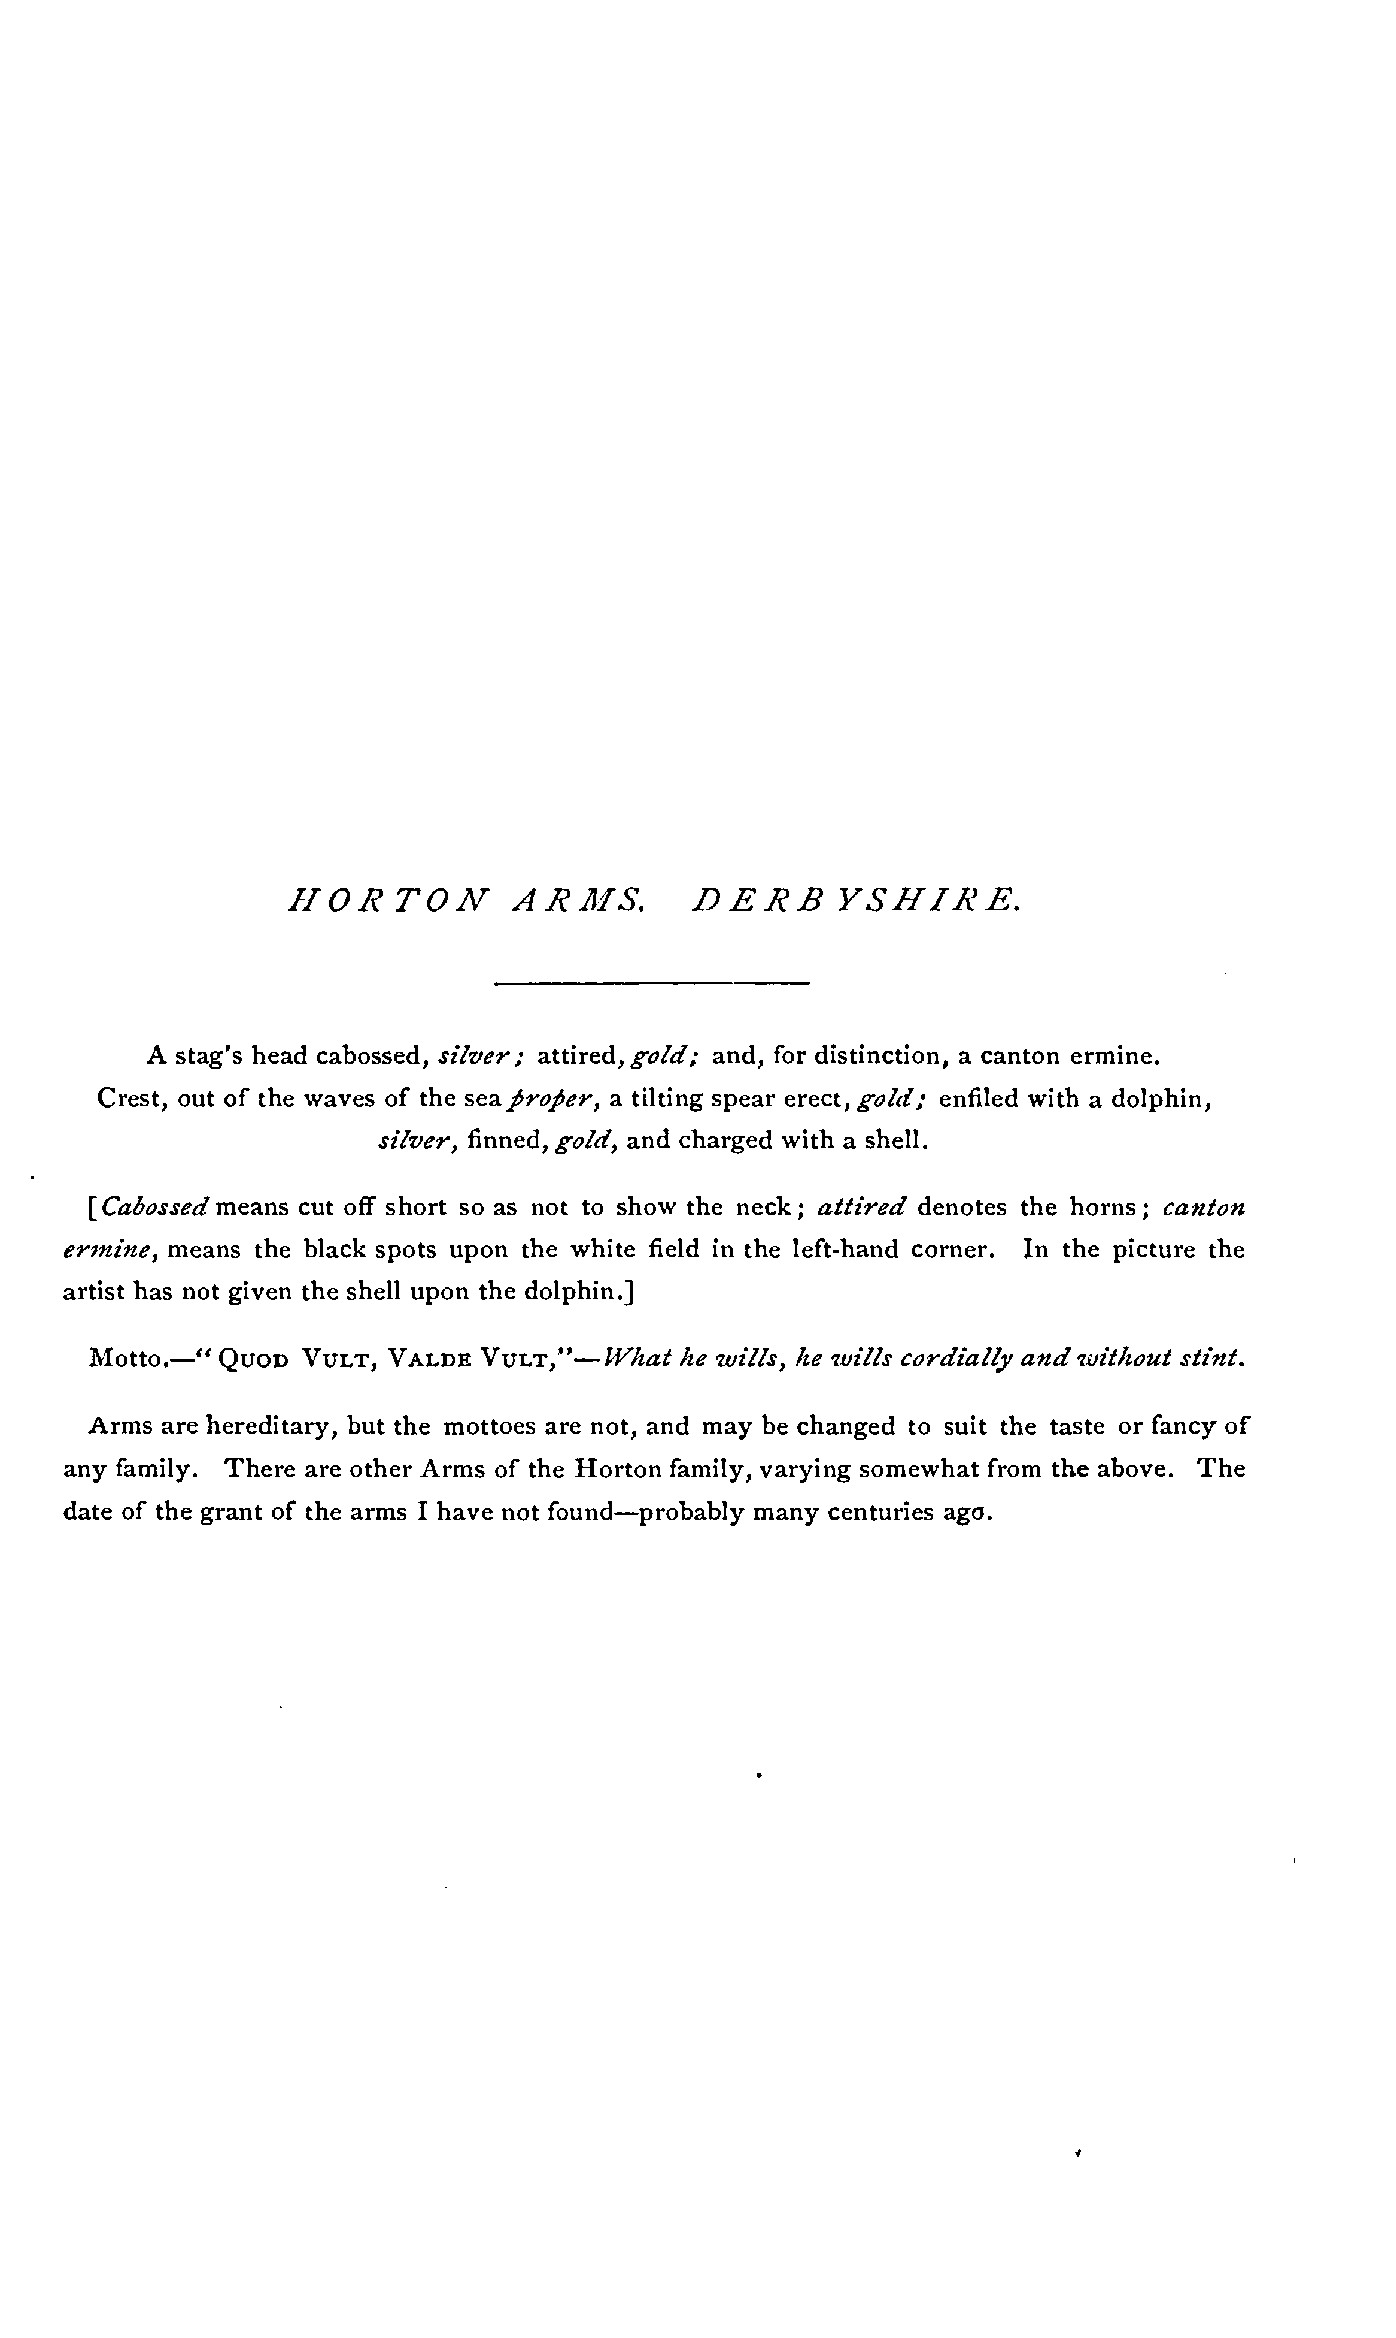 HORTON ARMS. DERBYSHIRE.
A stag's head cabossed, silver; attired, gold; and, for distinction, a canton ermine.
Crest, out of the waves of the sea proper, a tilting spear erect, gold; enfiled with a dolphin,
silver, finned, gold, and charged with a shell.
[Cabossed means cut off short so as not to show the neck; attired denotes the horns; canton
ermine, means the black spots upon the white field in the left-hand corner. In the picture the
artist has not given the shell upon the dolphin.]
Motto.—"QUOD VULT, VALDE VULT,"—What he wills, he wills cordially and without stint.
Arms are hereditary, but the mottoes are not, and may be changed to suit the taste or fancy of
any family. There are other Arms of the Horton family, varying somewhat from the above. The
date of the grant of the arms I have not found—probably many centuries ago.